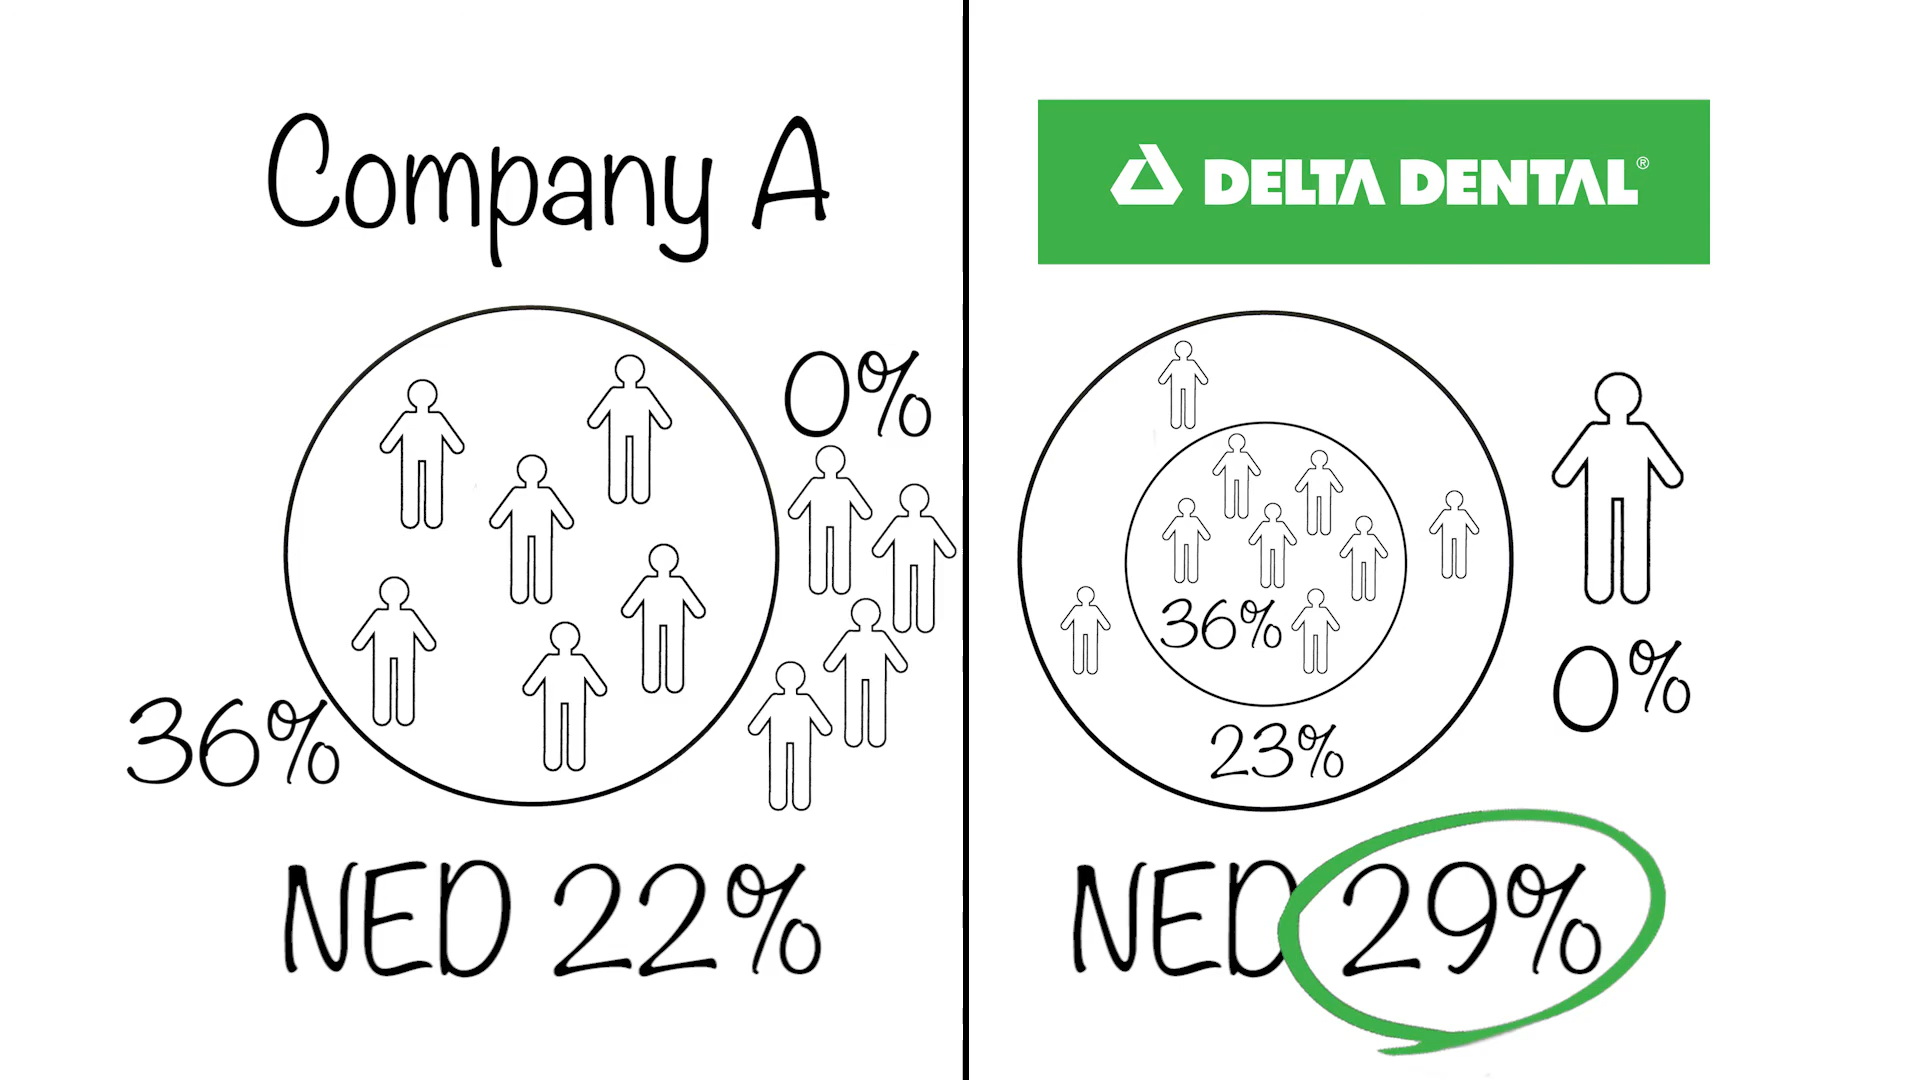 Company A
0%
36%
NED 22%
DELTA DENTAL®
36%
23%
0%
NED 29%